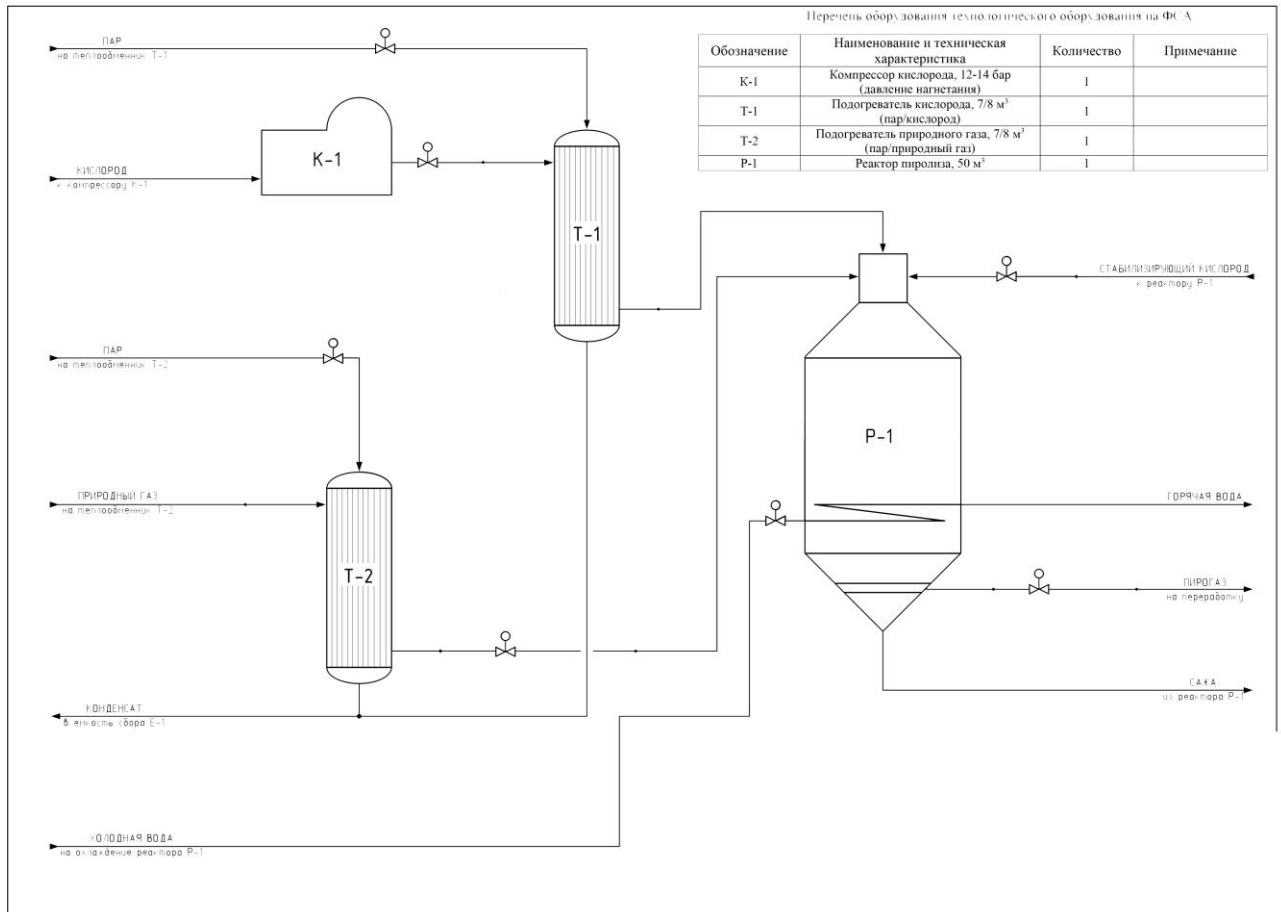 Перечень оборудования технологического оборудования на ФСА
Обозначение
Наименование и техническая
характеристика
Количество
Примечание
К-1
Компрессор кислорода, 12-14 бар
(давление нагнетания)
1
Т-1
Подогреватель кислорода, 7/8 м³
(пар/кислород)
1
Т-2
Подогреватель природного газа, 7/8 м³
(пар/природный газ)
1
Р-1
Реактор пиролиза, 50 м³
1
ПАР
на теплообменник Т-1
К-1
КИСЛОРОД
к компрессору К-1
Т-1
СТАБИЛИЗИРУЮЩИЙ КИСЛОРОД
к реактору Р-1
ПАР
на теплообменник Т-2
Р-1
ПРИРОДНЫЙ ГАЗ
на теплообменник Т-2
ГОРЯЧАЯ ВОДА
Т-2
ПИРОГАЗ
на переработку
САЖА
из реактора Р-1
КОНДЕНСАТ
в емкость сбора Е-1
ХОЛОДНАЯ ВОДА
на охлаждение реактора Р-1